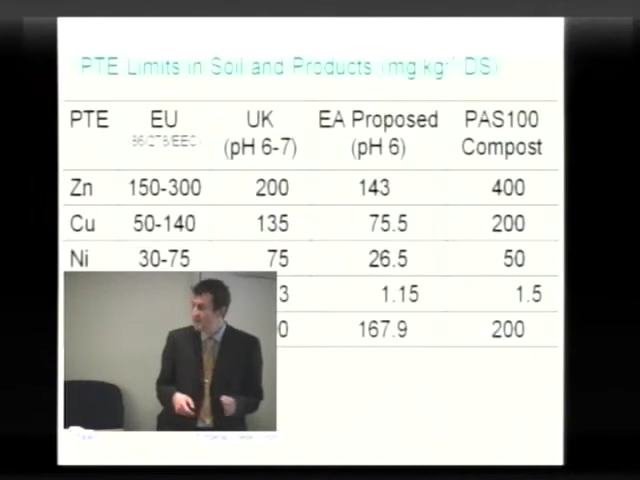 PTE Limits in Soil and Products (mg kg-1 DS)
PTE EU UK EA Proposed PAS100
86/278/EEC) (pH 6-7) (pH 6) Compost
Zn 150-300 200 143 400
Cu 50-140 135 75.5 200
Ni 30-75 75 26.5 50
3 1.15 1.5
0 167.9 200